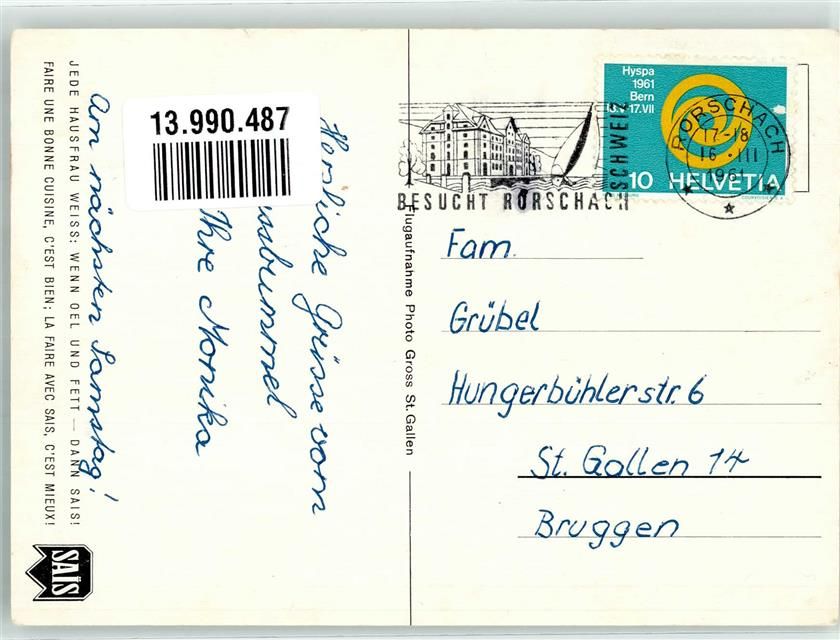 13.990.487
Herzliche Grüsse vom
Ihre Monika
Am nächsten Samstag!
JEDE HAUSFRAU WEISS: WENN OEL UND FETT — DANN SAIS!
FAIRE UNE BONNE CUISINE, C'EST BIEN; LA FAIRE AVEC SAIS, C'EST MIEUX!
SAÏS
Flugaufnahme Photo Gross St. Gallen
BESUCHT RORSCHACH
SCHWEIZ
Hyspa
1961
Bern
17.VII
10 HELVETIA
RORSCHACH
17-18
16.III
1961
Fam.
Grübel
Hungerbühlerstr. 6
St. Gallen 14
Bruggen